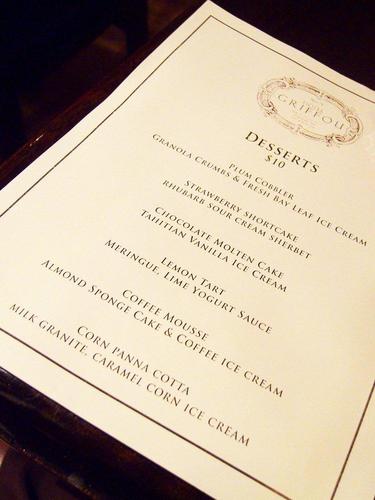 GRIFFOU
DESSERTS
$10
PLUM COBBLER
GRANOLA CRUMBS & FRESH BAY LEAF ICE CREAM
STRAWBERRY SHORTCAKE
RHUBARB SOUR CREAM SHERBET
CHOCOLATE MOLTEN CAKE
TAHITIAN VANILLA ICE CREAM
LEMON TART
MERINGUE, LIME YOGURT SAUCE
COFFEE MOUSSE
ALMOND SPONGE CAKE & COFFEE ICE CREAM
CORN PANNA COTTA
MILK GRANITE, CARAMEL CORN ICE CREAM